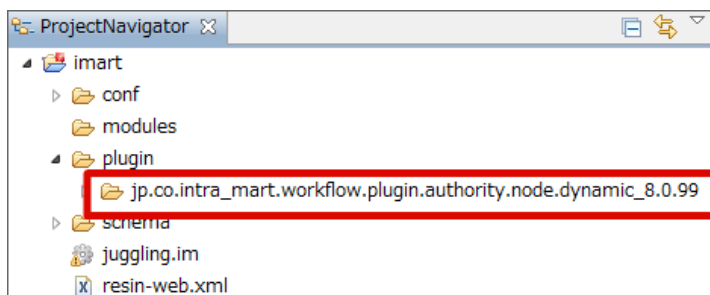 ProjectNavigator
imart
conf
modules
plugin
jp.co.intra_mart.workflow.plugin.authority.node.dynamic_8.0.99
schema
juggling.im
resin-web.xml